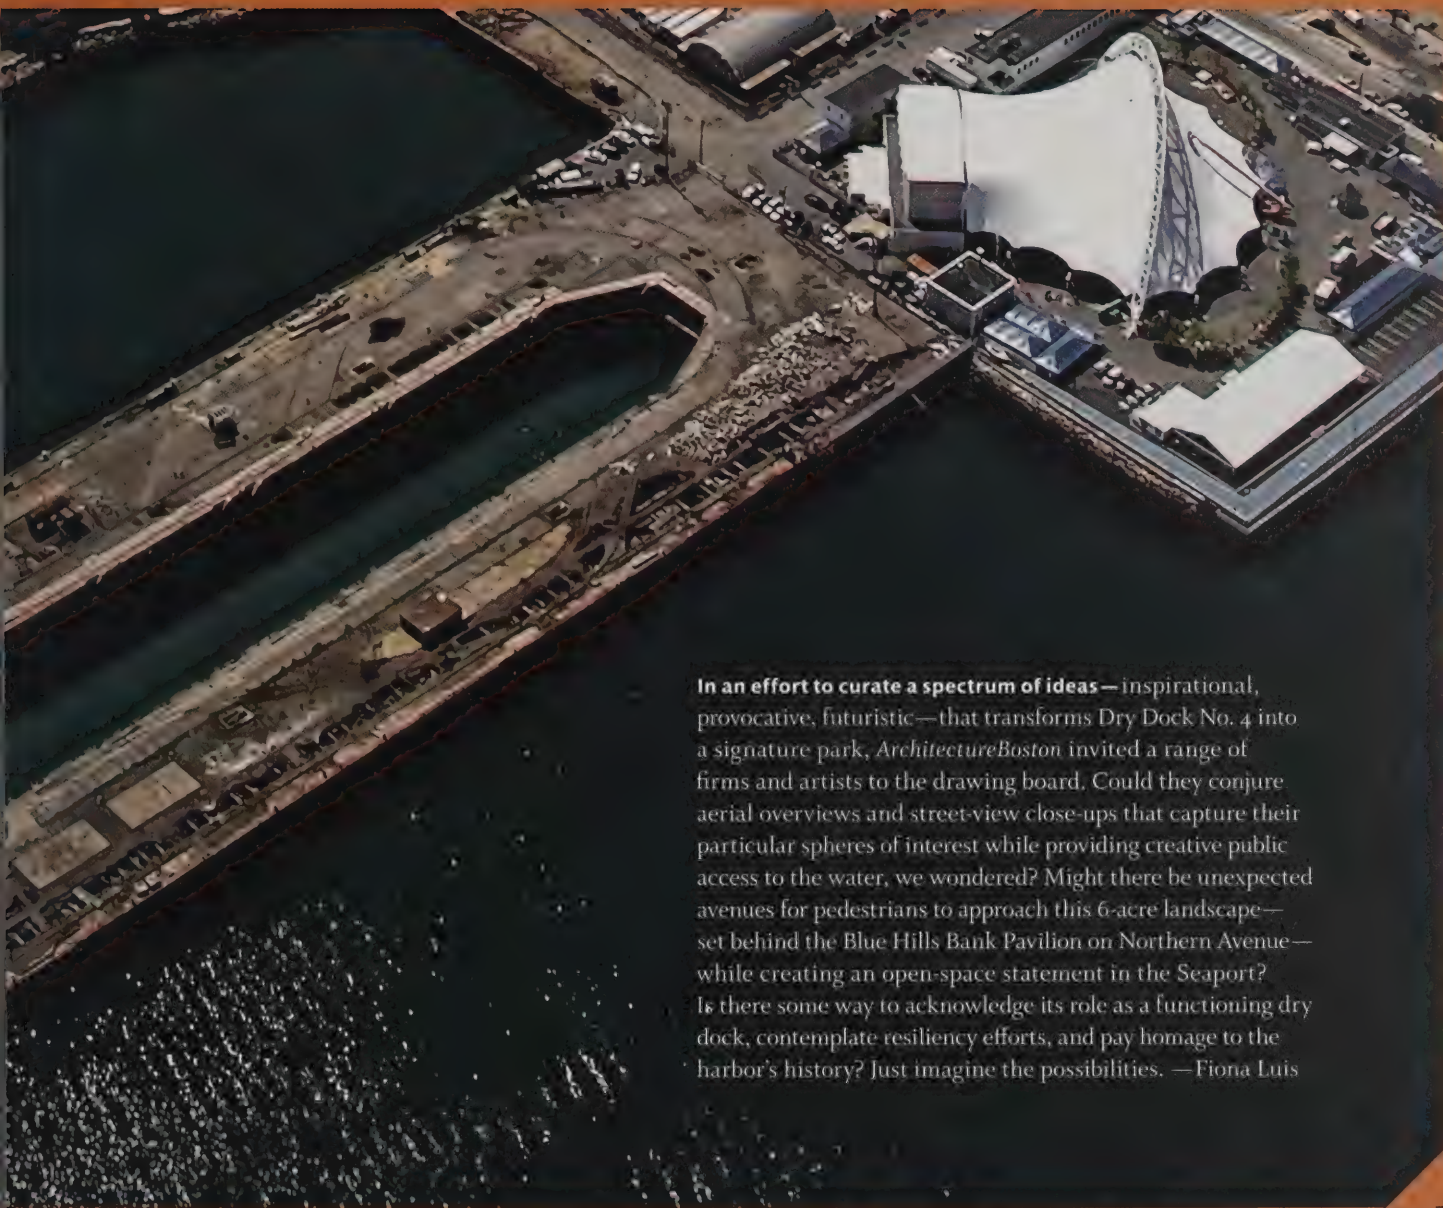 In an effort to curate a spectrum of ideas—inspirational,
provocative, futuristic—that transforms Dry Dock No. 4 into
a signature park, ArchitectureBoston invited a range of
firms and artists to the drawing board. Could they conjure
aerial overviews and street-view close-ups that capture their
particular spheres of interest while providing creative public
access to the water, we wondered? Might there be unexpected
avenues for pedestrians to approach this 6-acre landscape—
set behind the Blue Hills Bank Pavilion on Northern Avenue—
while creating an open-space statement in the Seaport?
Is there some way to acknowledge its role as a functioning dry
dock, contemplate resiliency efforts, and pay homage to the
harbor's history? Just imagine the possibilities. —Fiona Luis